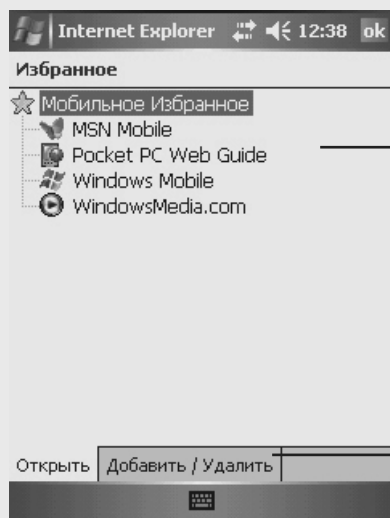 Internet Explorer 12:38 ok
Избранное
Мобильное Избранное
MSN Mobile
Pocket PC Web Guide
Windows Mobile
WindowsMedia.com
Открыть Добавить / Удалить